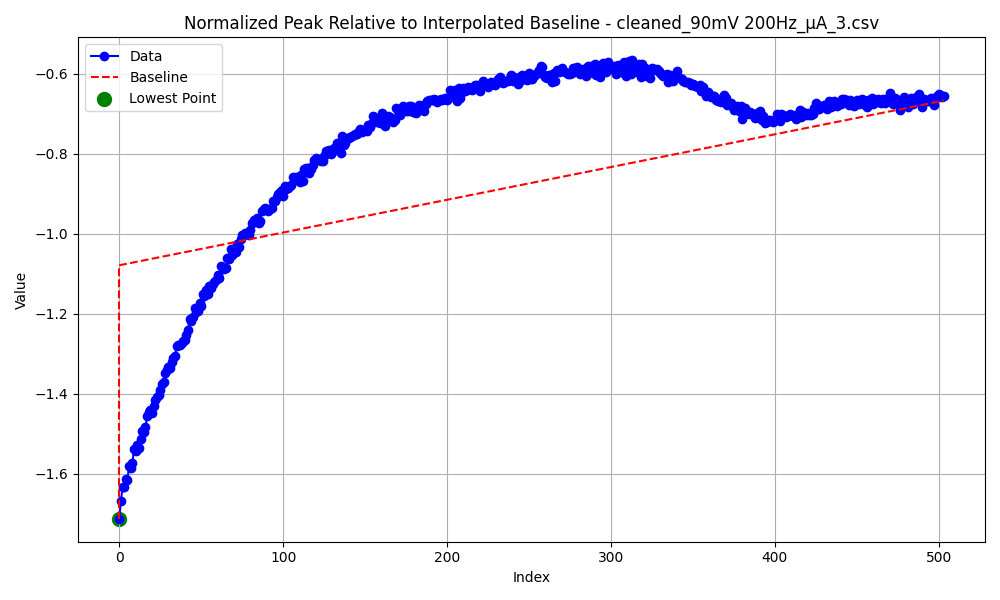 Normalized Peak Relative to Interpolated Baseline - cleaned_90mV 200Hz_µA_3.csv
Data
Baseline
Lowest Point
−0.6
−0.8
−1.0
−1.2
−1.4
−1.6
Value
0 100 200 300 400 500
Index